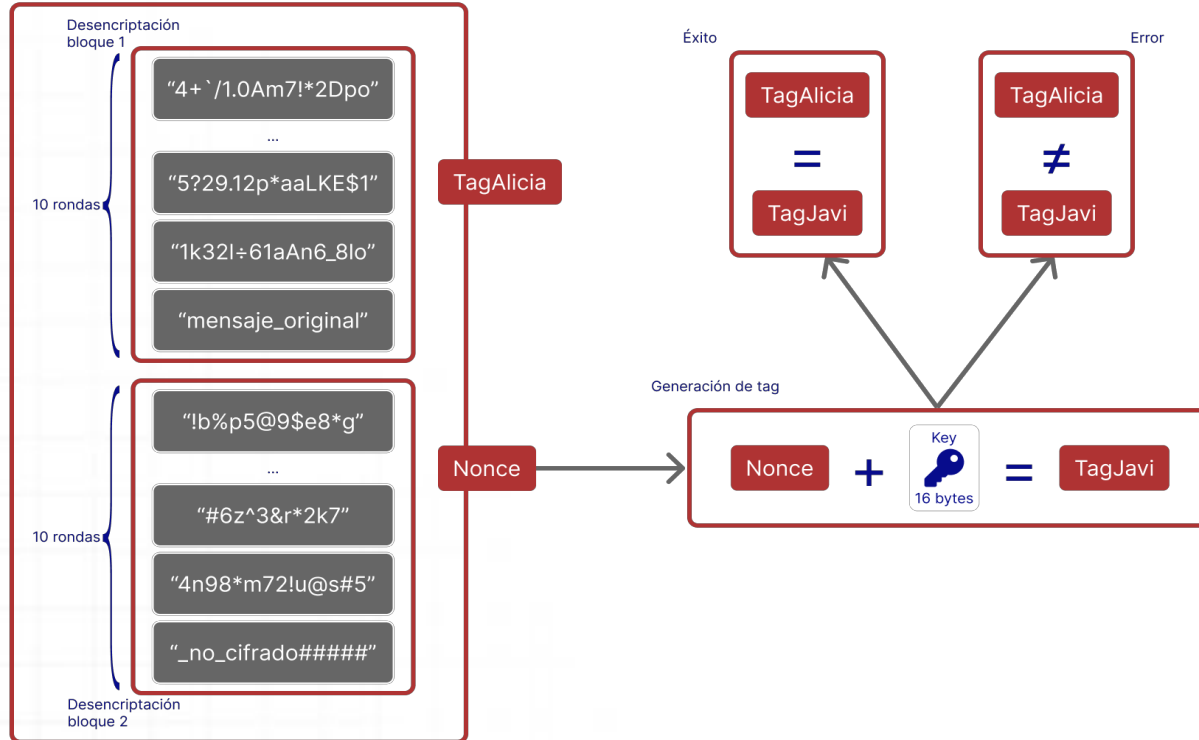 Desencriptación
bloque 1
“4+`/1.0Am7!*2Dpo”
...
“5?29.12p*aaLKE$1”
10 rondas
“1k32l÷61aAn6_8lo”
“mensaje_original”
TagAlicia
“!b%p5@9$e8*g”
...
“#6z^3&r*2k7”
10 rondas
“4n98*m72!u@s#5”
“_no_cifrado#####”
Desencriptación
bloque 2
Nonce
Éxito
TagAlicia
=
TagJavi
Error
TagAlicia
≠
TagJavi
Generación de tag
Nonce + Key 16 bytes = TagJavi